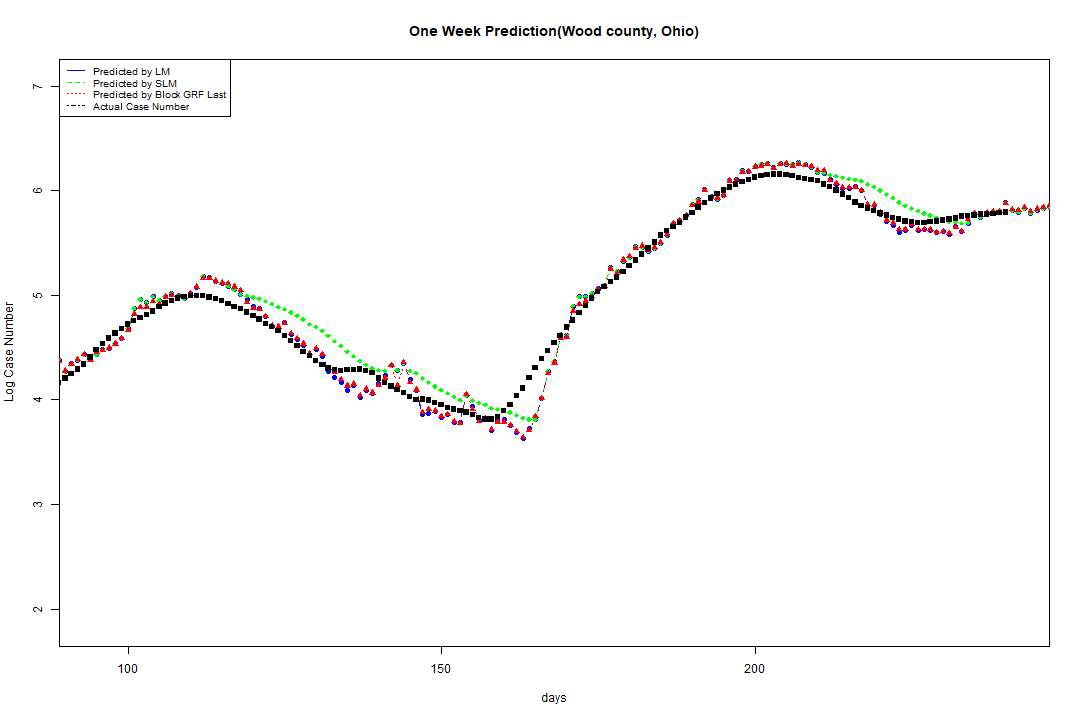 One Week Prediction(Wood county, Ohio)
Predicted by LM
Predicted by SLM
Predicted by Block GRF Last
Actual Case Number
Log Case Number
7
6
5
4
3
2
100 150 200
days